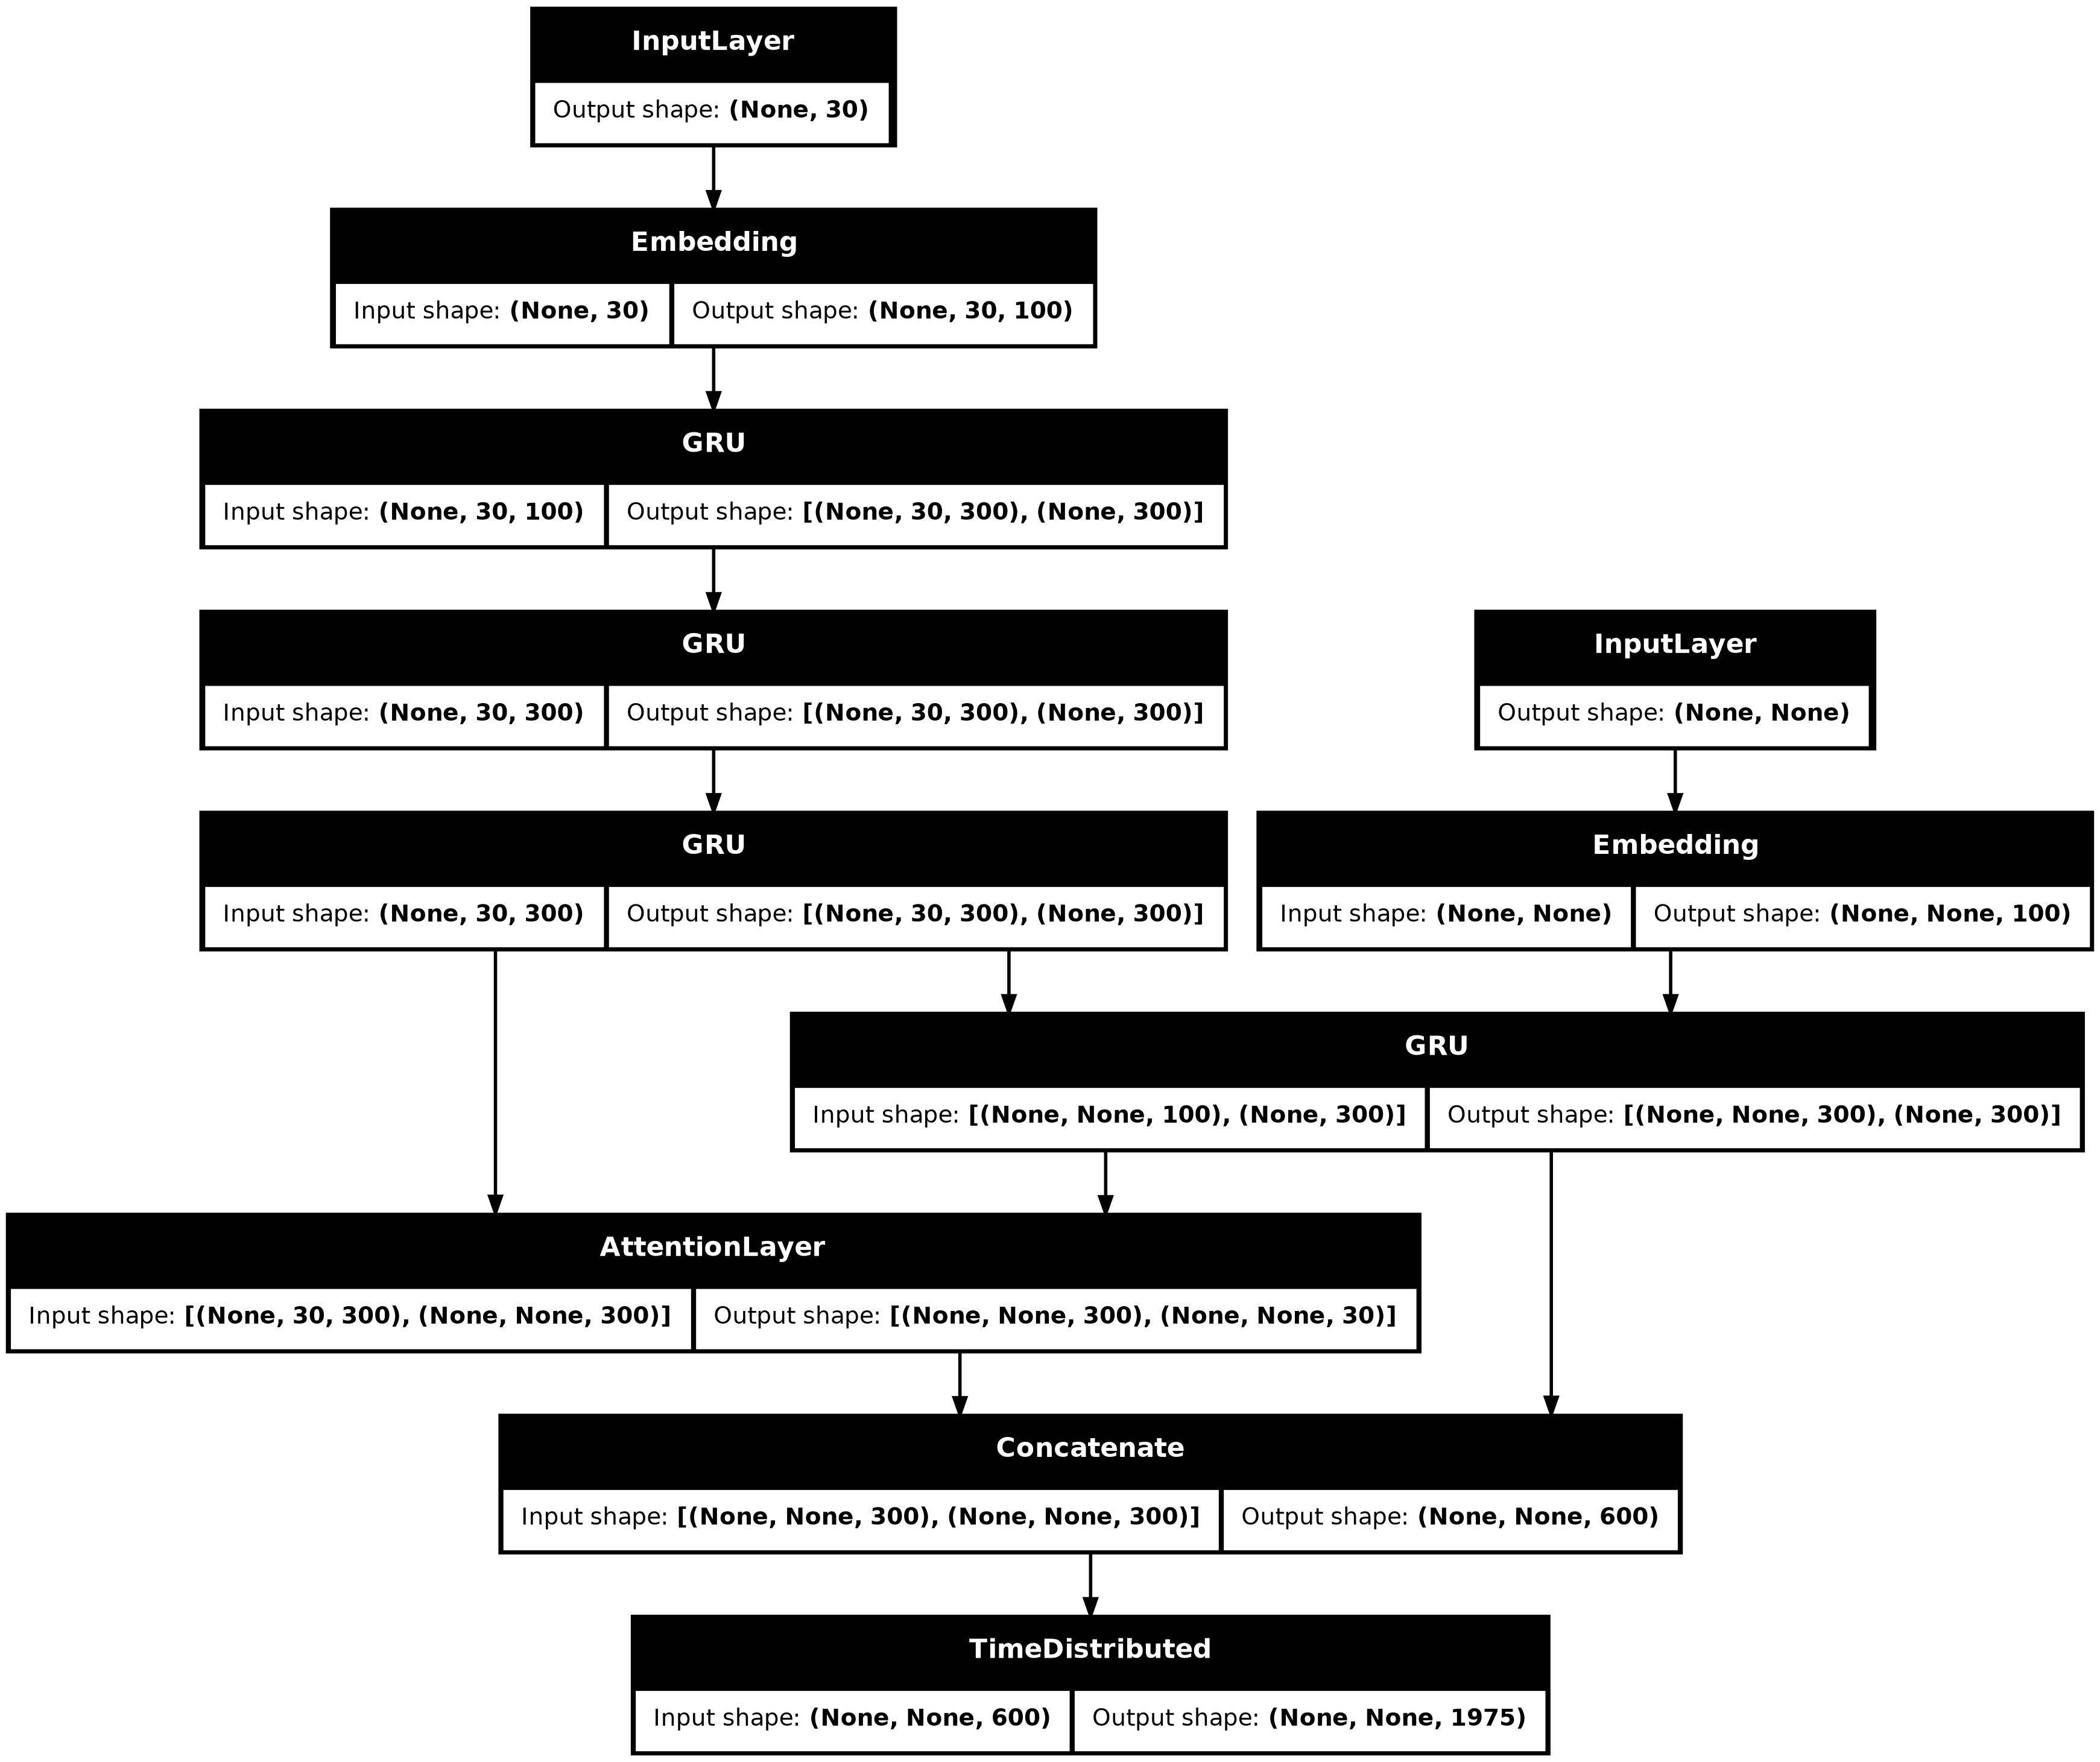 InputLayer
Output shape: (None, 30)
Embedding
Input shape: (None, 30) Output shape: (None, 30, 100)
GRU
Input shape: (None, 30, 100) Output shape: [(None, 30, 300), (None, 300)]
GRU
Input shape: (None, 30, 300) Output shape: [(None, 30, 300), (None, 300)]
InputLayer
Output shape: (None, None)
GRU
Input shape: (None, 30, 300) Output shape: [(None, 30, 300), (None, 300)]
Embedding
Input shape: (None, None) Output shape: (None, None, 100)
GRU
Input shape: [(None, None, 100), (None, 300)] Output shape: [(None, None, 300), (None, 300)]
AttentionLayer
Input shape: [(None, 30, 300), (None, None, 300)] Output shape: [(None, None, 300), (None, None, 30)]
Concatenate
Input shape: [(None, None, 300), (None, None, 300)] Output shape: (None, None, 600)
TimeDistributed
Input shape: (None, None, 600) Output shape: (None, None, 1975)